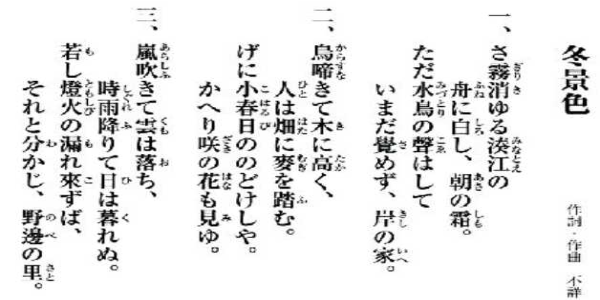 冬景色
作詞・作曲 不詳
一、さ霧消ゆる湊江の
舟に白し、朝の霜。
ただ水鳥の聲はして
いまだ覺めず、岸の家。
二、烏啼きて木に高く、
人は畑に麥を踏む。
げに小春日ののどけしや。
かへり咲の花も見ゆ。
三、嵐吹きて雲は落ち、
時雨降りて日は暮れぬ。
若し燈火の漏れ來ずば、
それと分かじ、野邊の里。